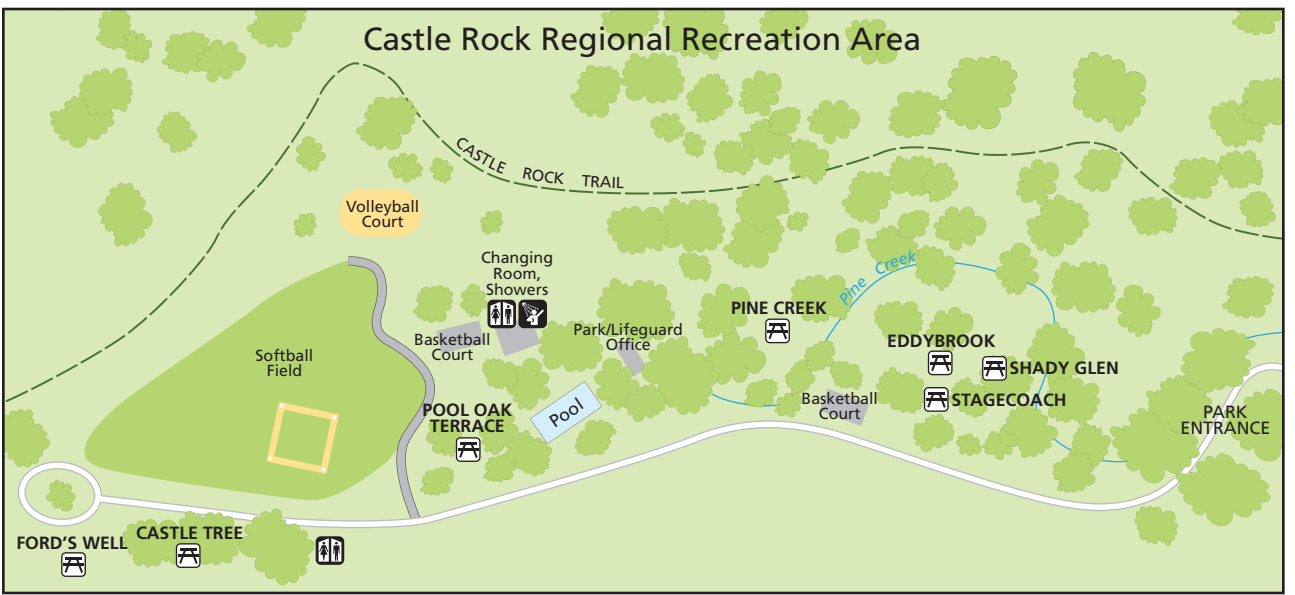 Castle Rock Regional Recreation Area
CASTLE ROCK TRAIL
Volleyball
Court
Changing
Room,
Showers
Pine Creek
PINE CREEK
Park/Lifeguard
Office
Basketball
Court
EDDYBROOK
SHADY GLEN
STAGECOACH
Softball
Field
Basketball
Court
POOL OAK
TERRACE
Pool
PARK
ENTRANCE
FORD'S WELL
CASTLE TREE